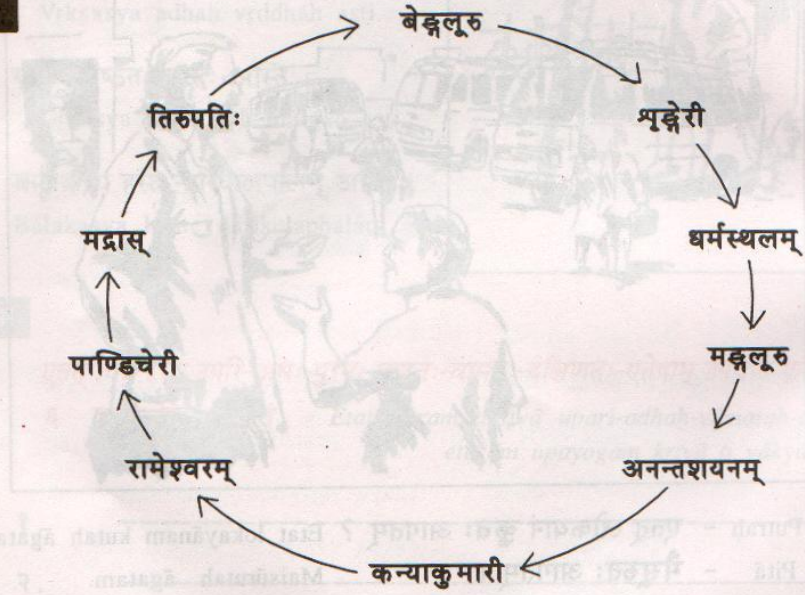 बेङ्गलूरु
शृङ्गेरी
धर्मस्थलम्
मङ्गलूरु
अनन्तशयनम्
कन्याकुमारी
रामेश्वरम्
पाण्डिचेरी
मद्रास्
तिरुपतिः